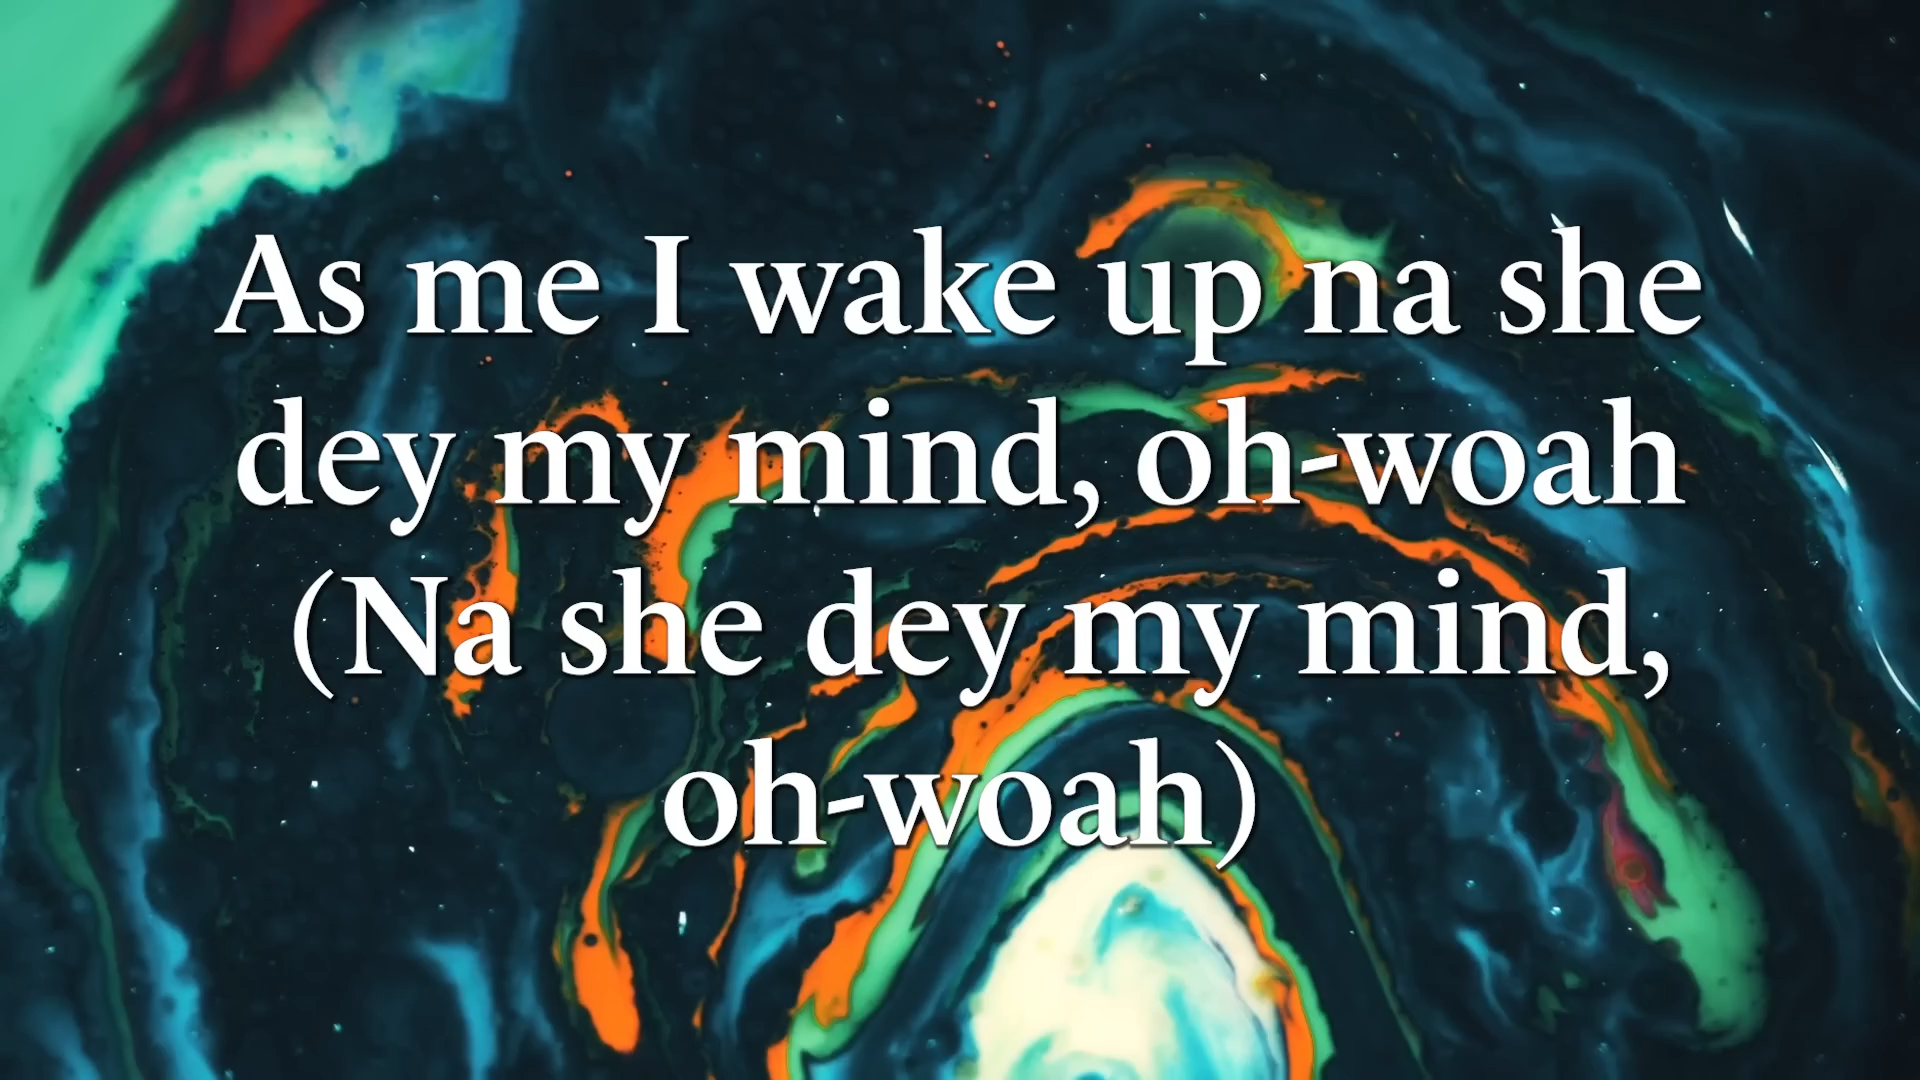 As me I wake up na she
dey my mind, oh-woah
(Na she dey my mind,
oh-woah)